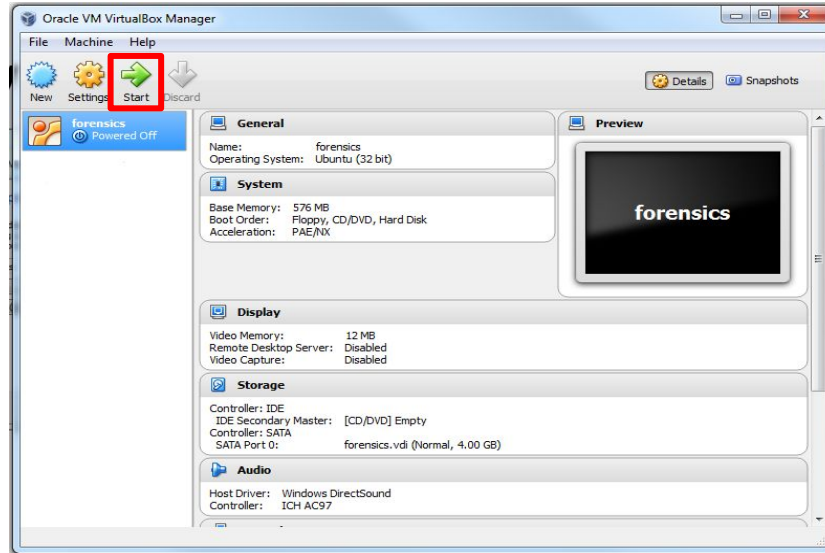 Oracle VM VirtualBox Manager
File Machine Help
New Settings Start Discard
Details Snapshots
forensics
Powered Off
General
Name: forensics
Operating System: Ubuntu (32 bit)
System
Base Memory: 576 MB
Boot Order: Floppy, CD/DVD, Hard Disk
Acceleration: PAE/NX
Preview
forensics
Display
Video Memory: 12 MB
Remote Desktop Server: Disabled
Video Capture: Disabled
Storage
Controller: IDE
IDE Secondary Master: [CD/DVD] Empty
Controller: SATA
SATA Port 0: forensics.vdi (Normal, 4.00 GB)
Audio
Host Driver: Windows DirectSound
Controller: ICH AC97